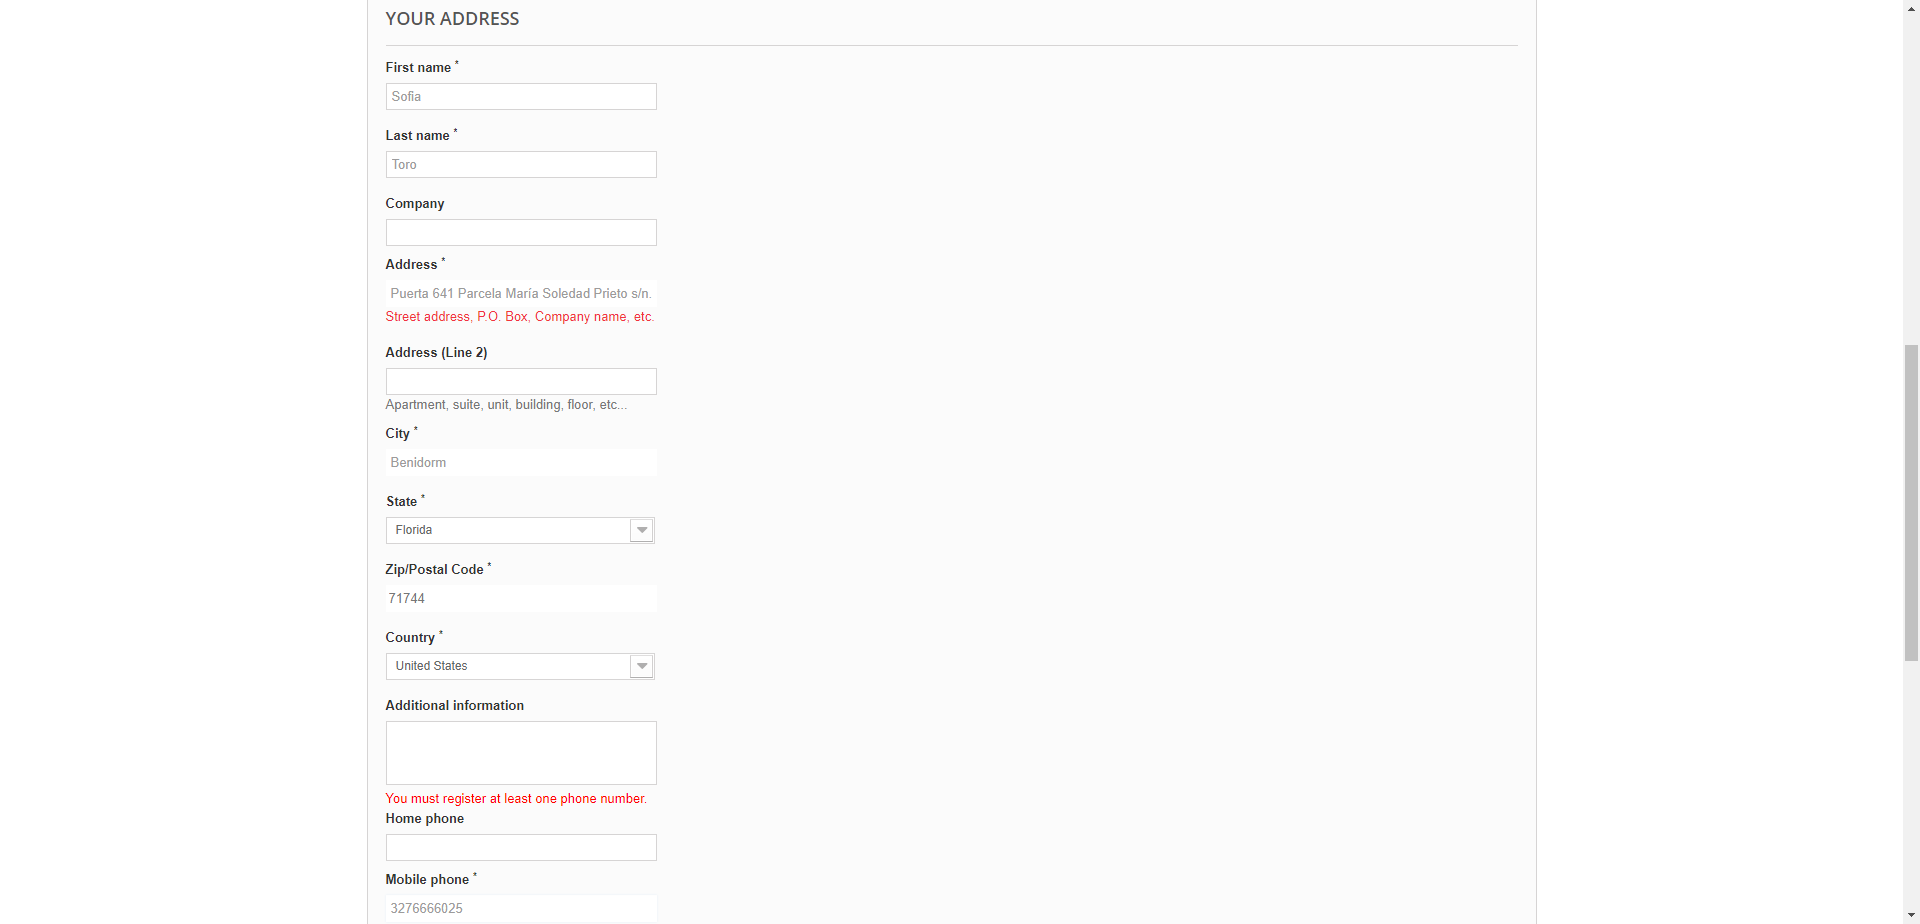 YOUR ADDRESS
First name *
Sofia
Last name *
Toro
Company
Address *
Puerta 641 Parcela María Soledad Prieto s/n.
Street address, P.O. Box, Company name, etc.
Address (Line 2)
Apartment, suite, unit, building, floor, etc...
City *
Benidorm
State *
Florida
Zip/Postal Code *
71744
Country *
United States
Additional information
You must register at least one phone number.
Home phone
Mobile phone *
3276666025